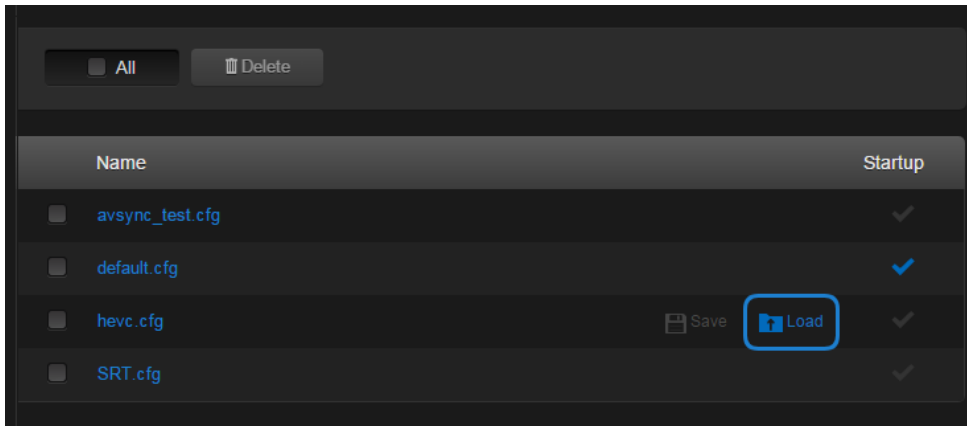 All Delete
Name Startup
avsync_test.cfg
default.cfg
hevc.cfg Save Load
SRT.cfg